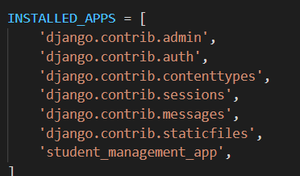 INSTALLED_APPS = [
'django.contrib.admin',
'django.contrib.auth',
'django.contrib.contenttypes',
'django.contrib.sessions',
'django.contrib.messages',
'django.contrib.staticfiles',
'student_management_app',
]